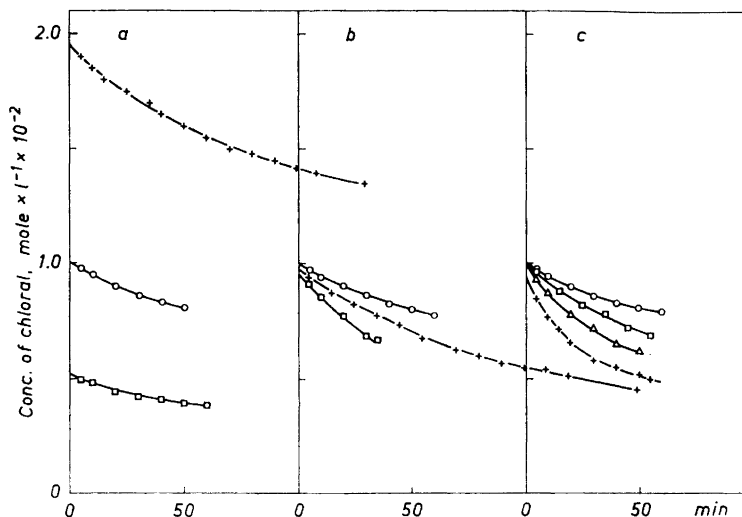 Conc. of chloral, mole × l⁻¹ × 10⁻²
2.0
1.0
0
a
b
c
0 50 0 50 0 50 min